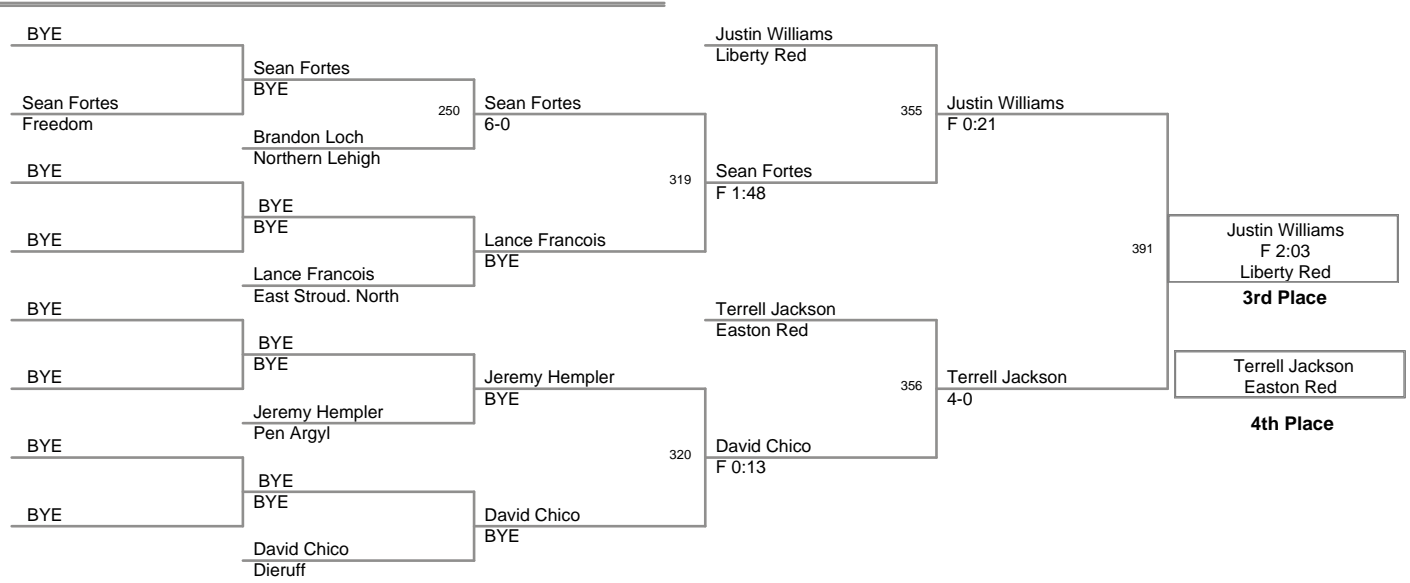 BYE
Sean Fortes
Freedom
BYE
BYE
BYE
BYE
BYE
BYE
Sean Fortes
BYE
250
Brandon Loch
Northern Lehigh
BYE
BYE
Lance Francois
East Stroud. North
BYE
BYE
Jeremy Hempler
Pen Argyl
BYE
BYE
David Chico
Dieruff
Sean Fortes
6-0
319
Lance Francois
BYE
Jeremy Hempler
BYE
320
David Chico
BYE
Justin Williams
Liberty Red
355
Sean Fortes
F 1:48
Terrell Jackson
Easton Red
356
David Chico
F 0:13
Justin Williams
F 0:21
391
Terrell Jackson
4-0
Justin Williams
F 2:03
Liberty Red
3rd Place
Terrell Jackson
Easton Red
4th Place